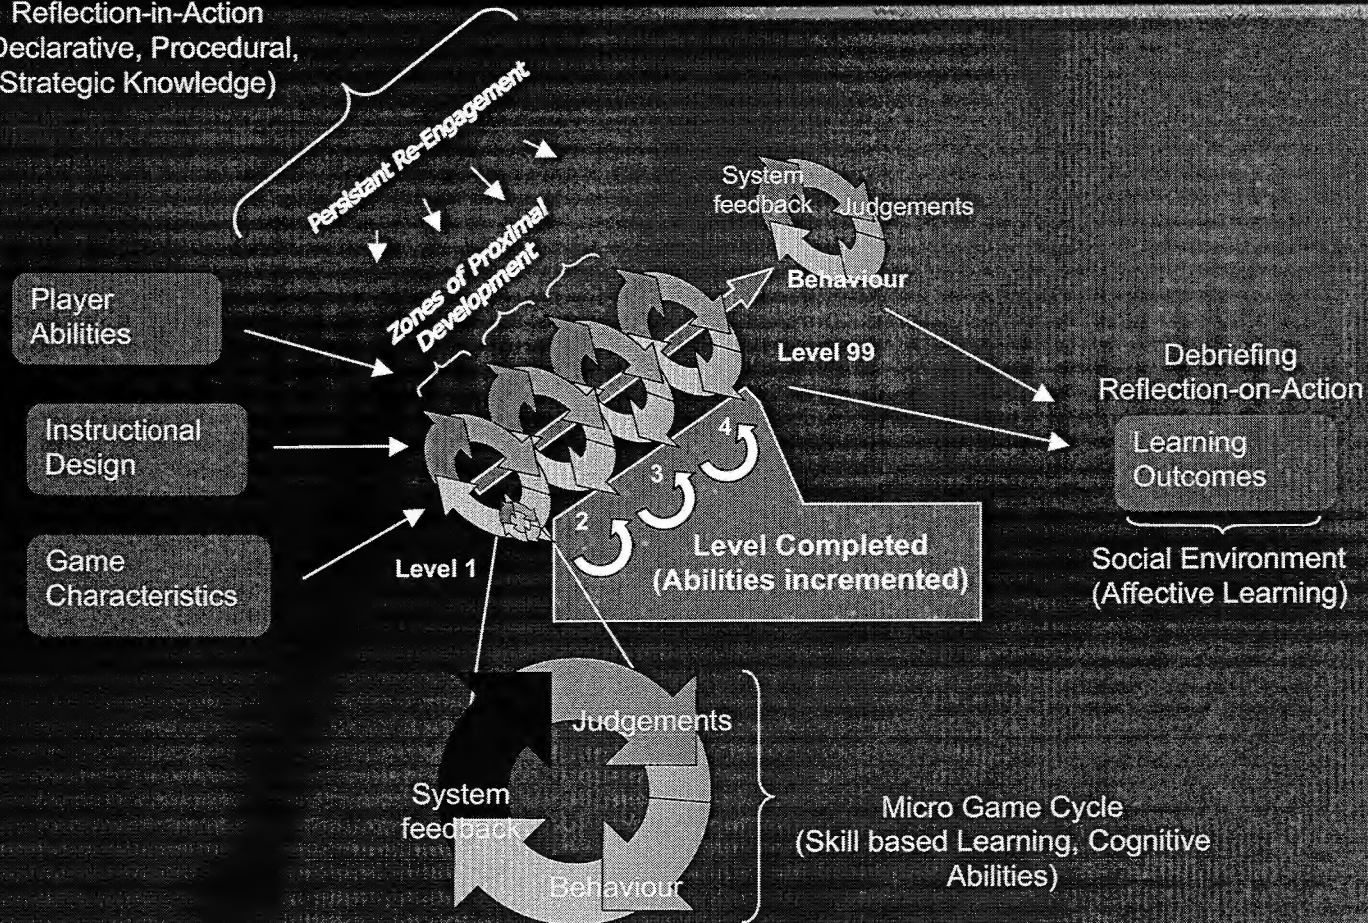 Reflection-in-Action
Declarative, Procedural,
Strategic Knowledge)
Persistant Re-Engagement
Zones of Proximal
Development
System
feedback
Judgements
Behaviour
Player
Abilities
Instructional
Design
Game
Characteristics
Level 1
2
3
4
Level 99
Level Completed
(Abilities incremented)
Debriefing
Reflection-on-Action
Learning
Outcomes
Social Environment
(Affective Learning)
Judgements
System
feedback
Behaviour
Micro Game Cycle
(Skill based Learning, Cognitive
Abilities)